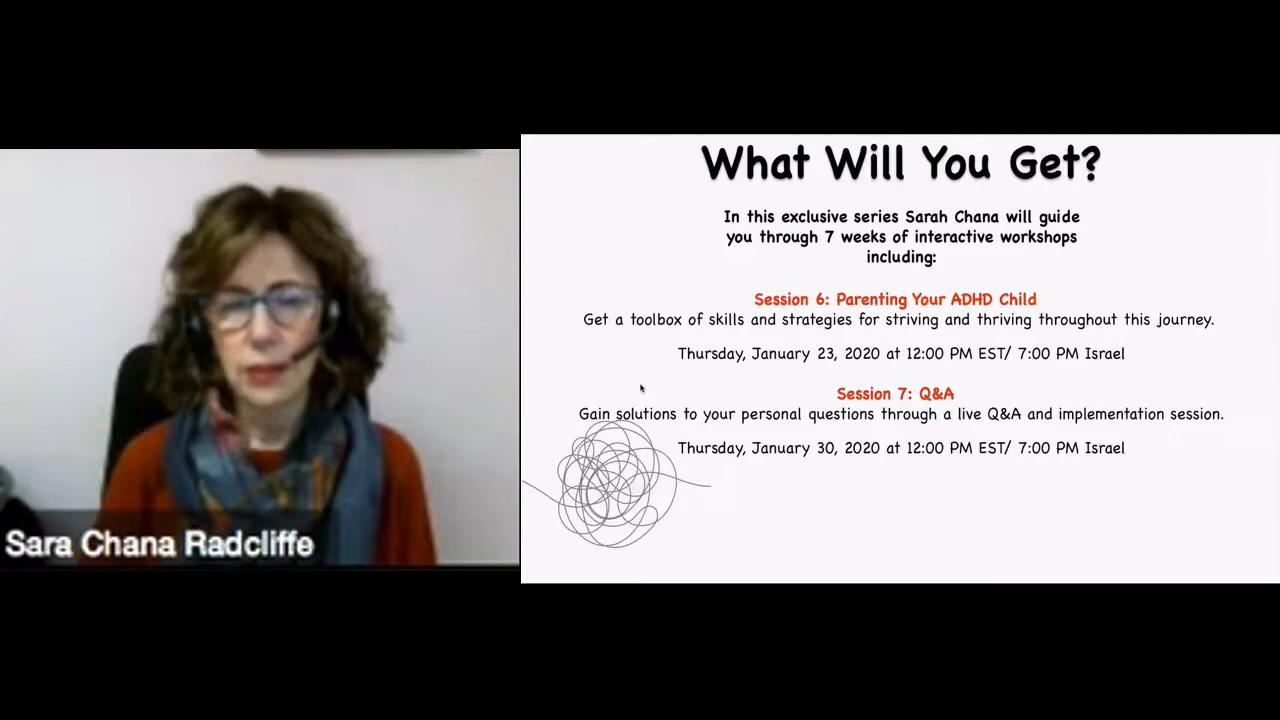 What Will You Get?
In this exclusive series Sarah Chana will guide
you through 7 weeks of interactive workshops
including:
Session 6: Parenting Your ADHD Child
Get a toolbox of skills and strategies for striving and thriving throughout this journey.
Thursday, January 23, 2020 at 12:00 PM EST/ 7:00 PM Israel
Session 7: Q&A
Gain solutions to your personal questions through a live Q&A and implementation session.
Thursday, January 30, 2020 at 12:00 PM EST/ 7:00 PM Israel
Sara Chana Radcliffe